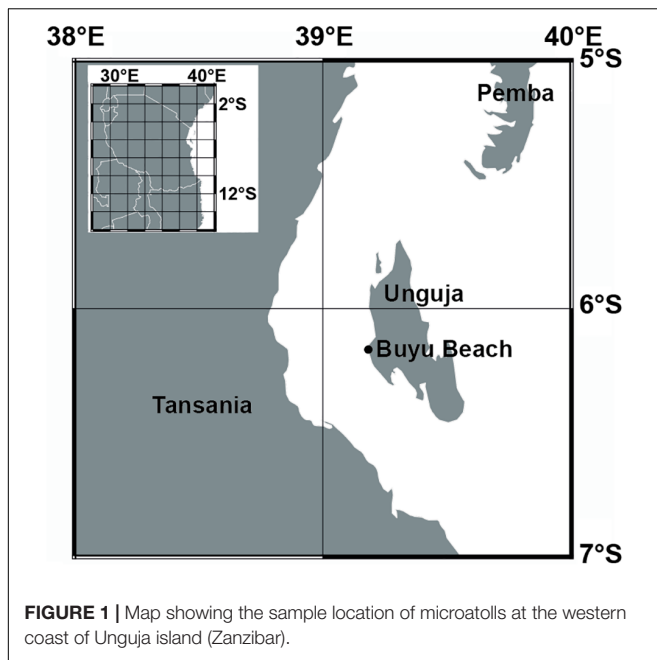 38°E 39°E 40°E
5°S
30°E 40°E
Pemba
2°S
12°S
Unguja
6°S
Buyu Beach
Tansania
7°S
FIGURE 1 | Map showing the sample location of microatolls at the western
coast of Unguja island (Zanzibar).